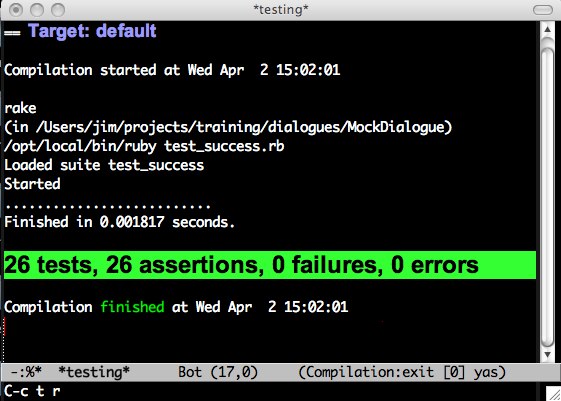 *testing*
== Target: default
Compilation started at Wed Apr  2 15:02:01
rake
(in /Users/jim/projects/training/dialogues/MockDialogue)
/opt/local/bin/ruby test_success.rb
Loaded suite test_success
Started
..........................
Finished in 0.001817 seconds.
26 tests, 26 assertions, 0 failures, 0 errors
Compilation finished at Wed Apr  2 15:02:01
-:%*  *testing*      Bot (17,0)     (Compilation:exit [0] yas)
C-c t r